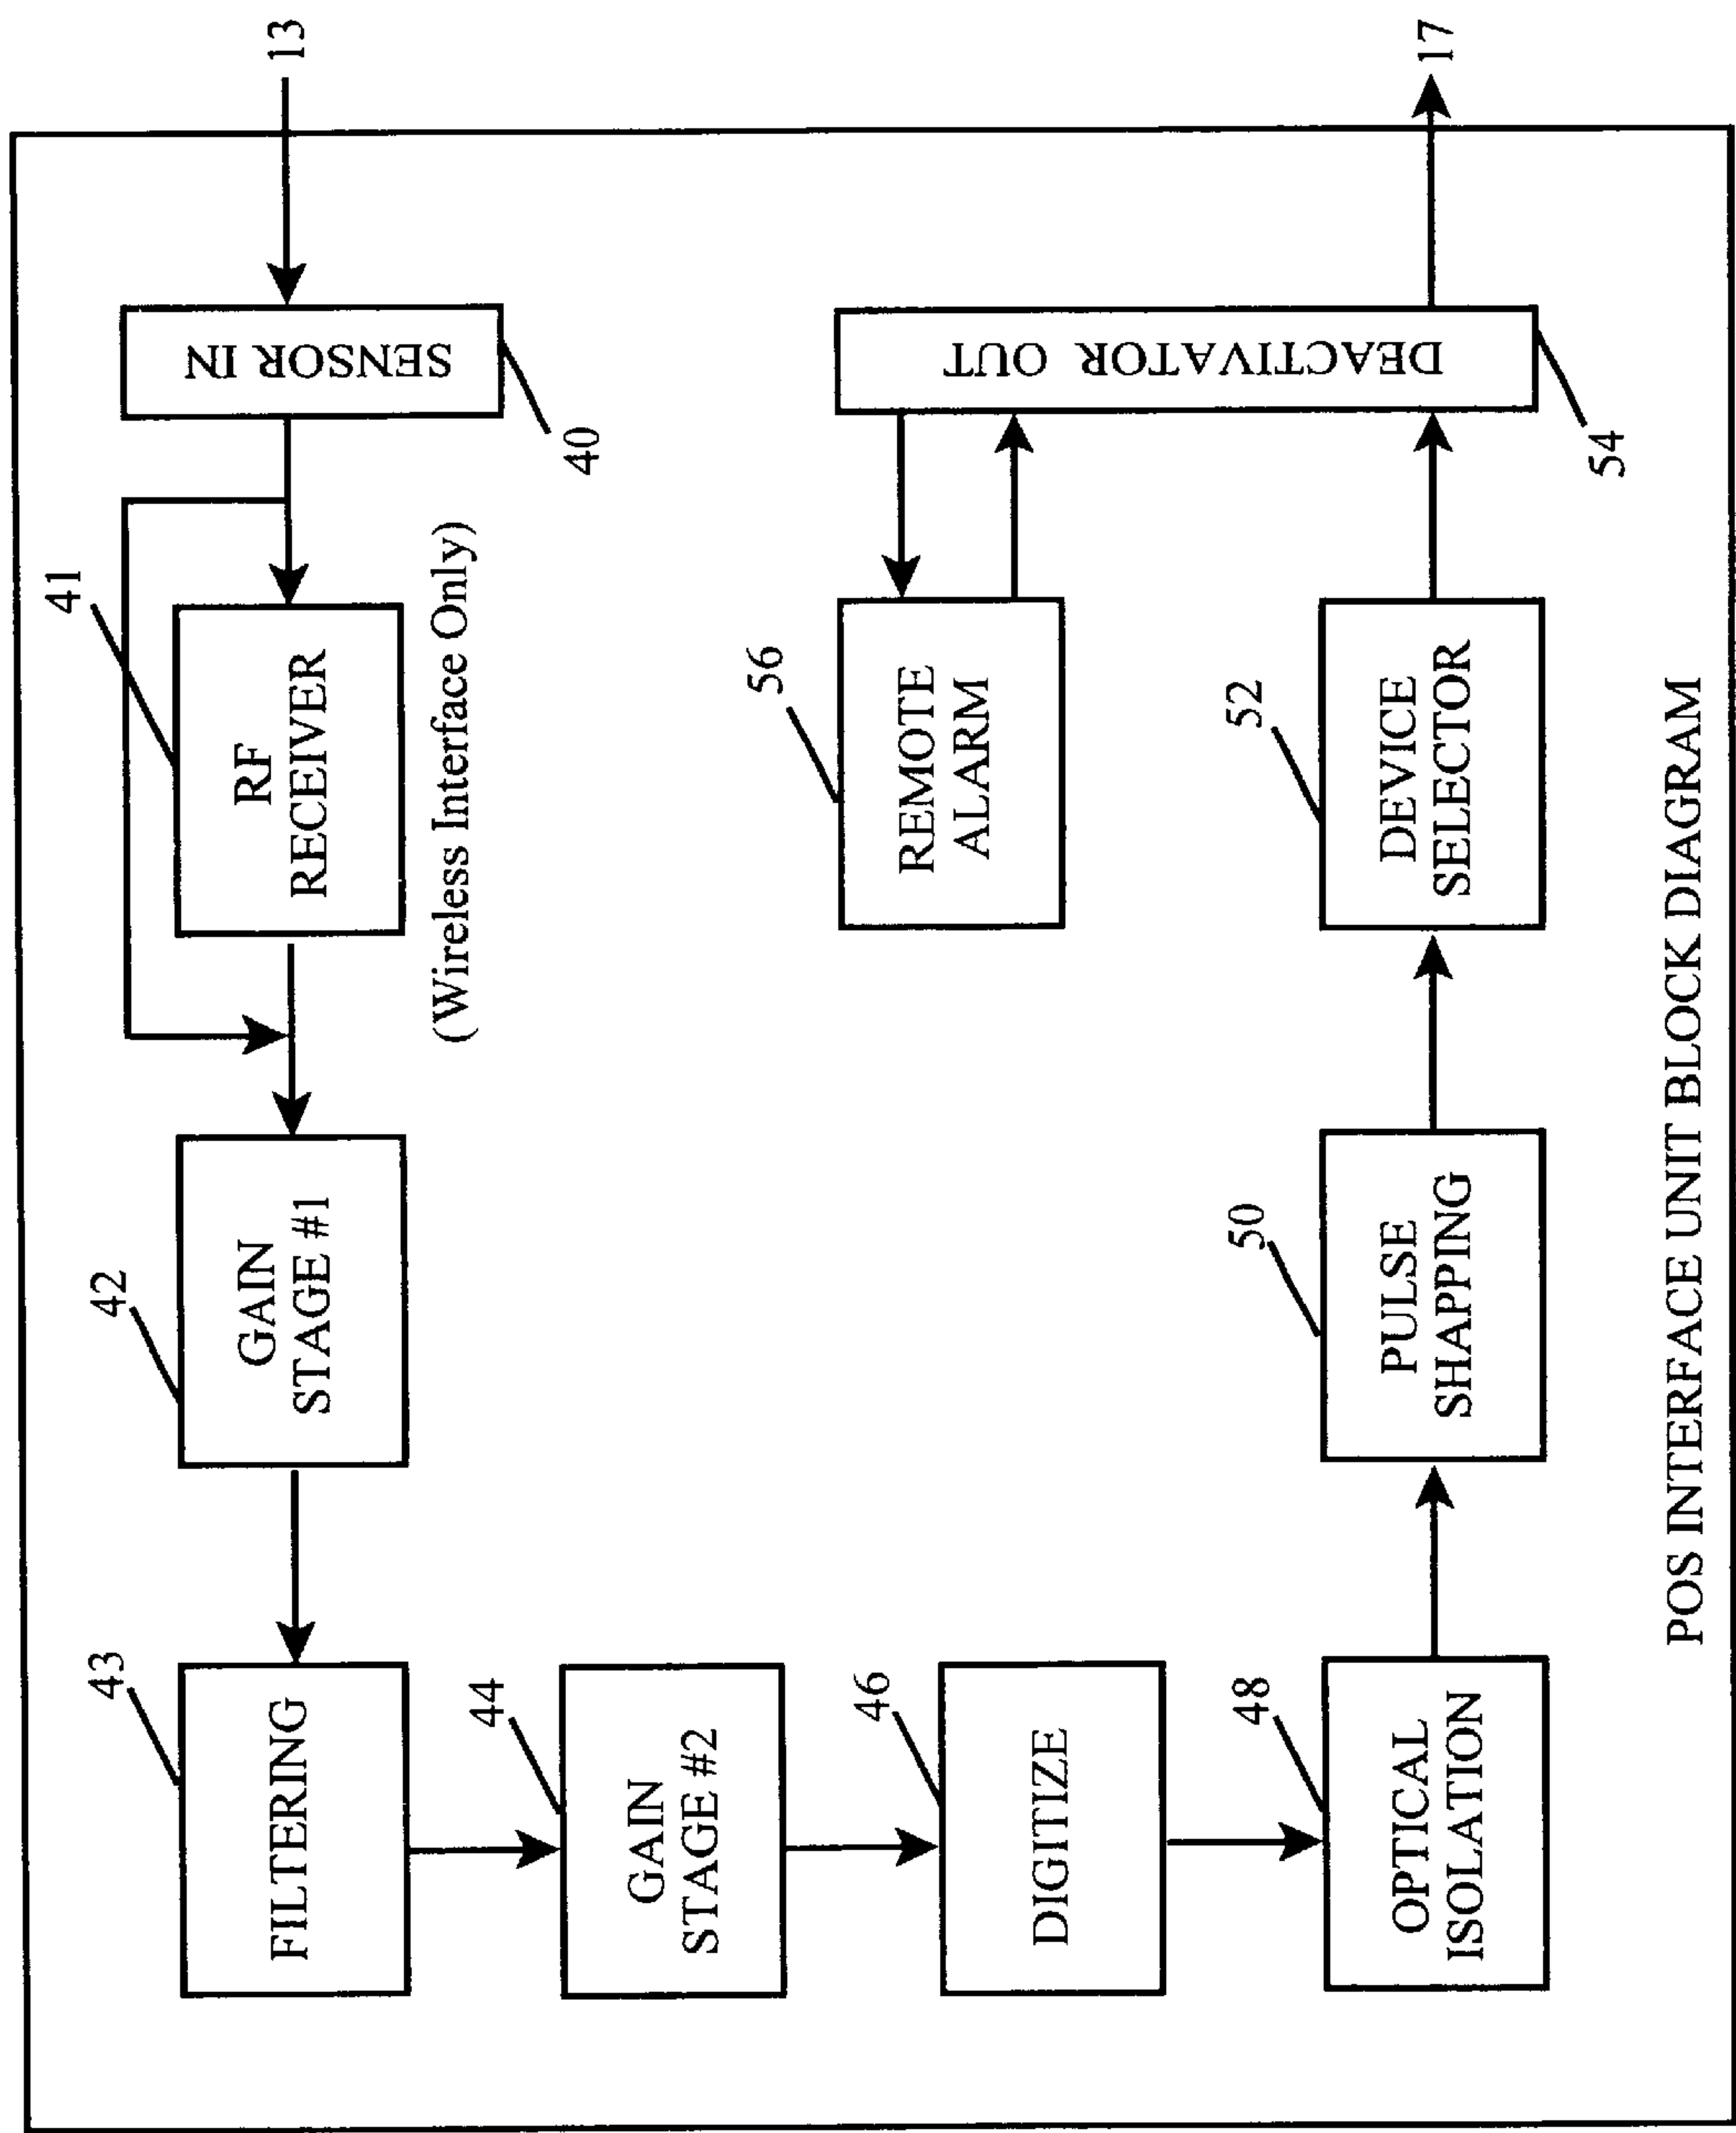 13
SENSOR IN
40
41
RF
RECEIVER
(Wireless Interface Only)
42
GAIN
STAGE #1
43
FILTERING
44
GAIN
STAGE #2
46
DIGITIZE
48
OPTICAL
ISOLATION
50
PULSE
SHAPPING
52
DEVICE
SELECTOR
56
REMOTE
ALARM
DEACTIVATOR OUT
54
17
POS INTERFACE UNIT BLOCK DIAGRAM